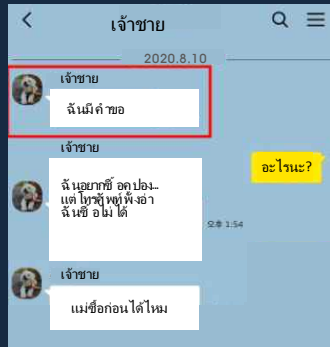 เจ้าชาย
2020.8.10
เจ้าชาย
ฉันมีคำขอ
อะไรนะ?
เจ้าชาย
ฉันอยากซื้อคูปอง...
แต่โทรศัพท์พังอ่า
ฉันซื้อไม่ได้
오후 1:54
เจ้าชาย
แม่ซื้อก่อนได้ไหม